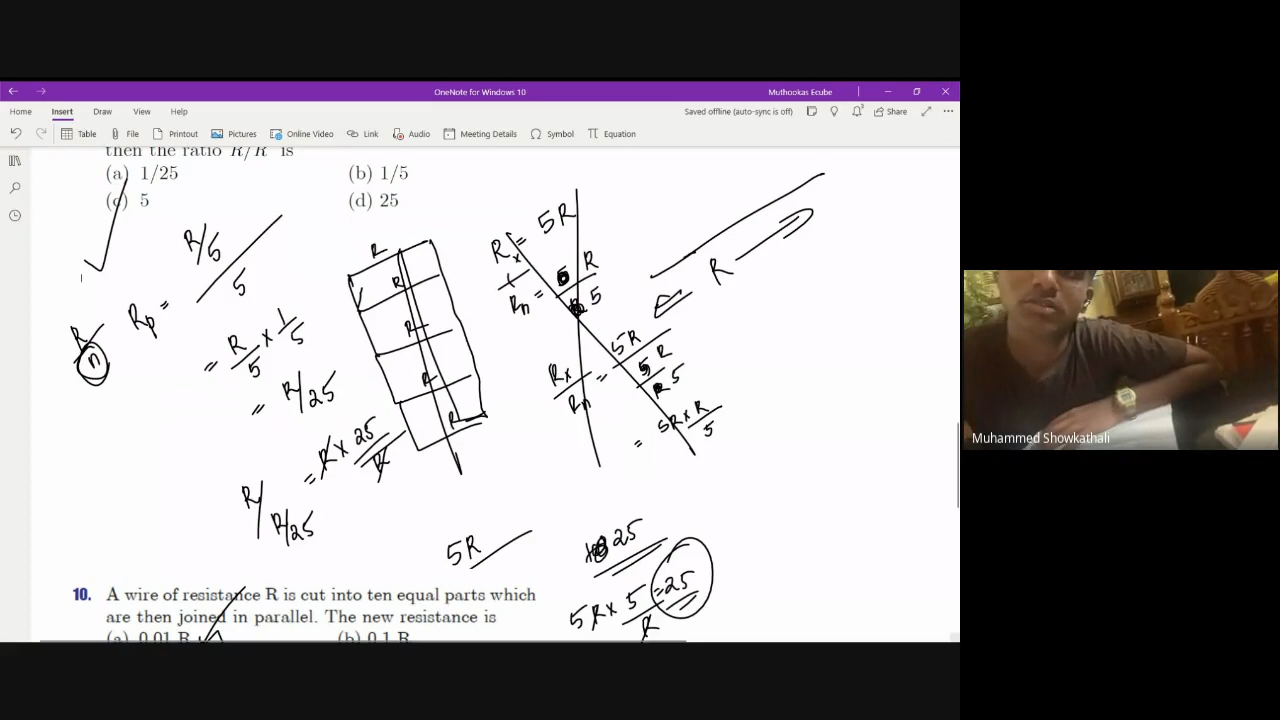 OneNote for Windows 10
Muthookas Ecube
Home Insert Draw View Help
Saved offline (auto-sync is off)
Share
Table File Printout Pictures Online Video Link Audio Meeting Details Symbol Equation
then the ratio R/R' is
(a) 1/25 (b) 1/5
(c) 5 (d) 25
R/5
5
Rp =
= R/5 × 1/5
= R/25
R/n
R
R
R
R
R
R/R/25 = R × 25/R
Rx = 5R
Rn = R/5
R
Rx/Rn = 5R
R/5
= 5R × R/5
5R
25
5R × 5/R = 25
Muhammed Showkathali
10. A wire of resistance R is cut into ten equal parts which
are then joined in parallel. The new resistance is
(a) 0.01 R (b) 0.1 R